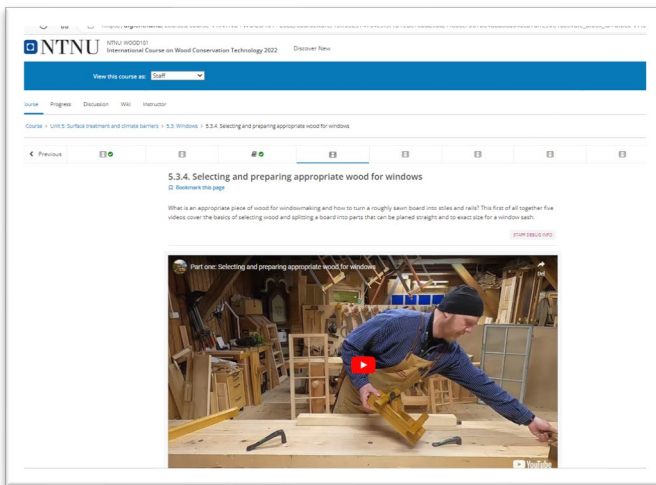 NTNU
NTNU: WOOD101
International Course on Wood Conservation Technology 2022
Discover New
View this course as:
Staff
ourse
Progress
Discussion
Wiki
Instructor
Course > Unit 5: Surface treatment and climate barriers > 5.3. Windows > 5.3.4. Selecting and preparing appropriate wood for windows
Previous
5.3.4. Selecting and preparing appropriate wood for windows
Bookmark this page
What is an appropriate piece of wood for windowmaking and how to turn a roughly sawn board into stiles and rails? This first of all together five
videos cover the basics of selecting wood and splitting a board into parts that can be planed straight and to exact size for a window sash.
STAFF DEBUG INFO
Part one: Selecting and preparing appropriate wood for windows
Del
YouTube